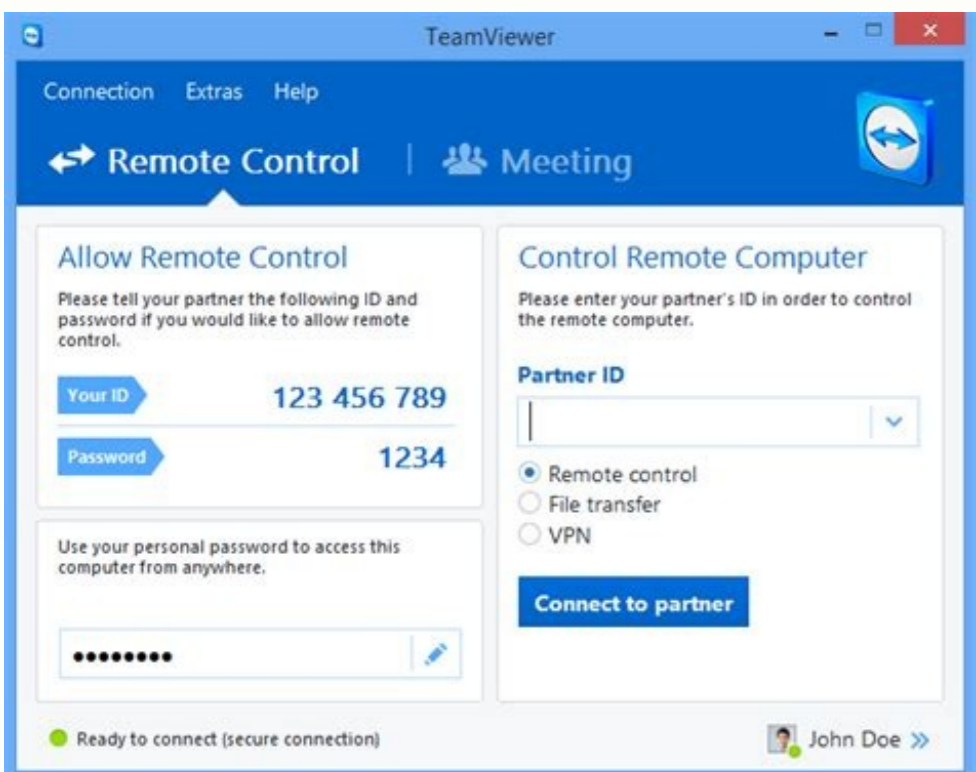 TeamViewer
Connection Extras Help
Remote Control | Meeting
Allow Remote Control
Please tell your partner the following ID and
password if you would like to allow remote
control.
Your ID 123 456 789
Password 1234
Use your personal password to access this
computer from anywhere.
••••••••
Control Remote Computer
Please enter your partner's ID in order to control
the remote computer.
Partner ID
Remote control
File transfer
VPN
Connect to partner
Ready to connect (secure connection)
John Doe